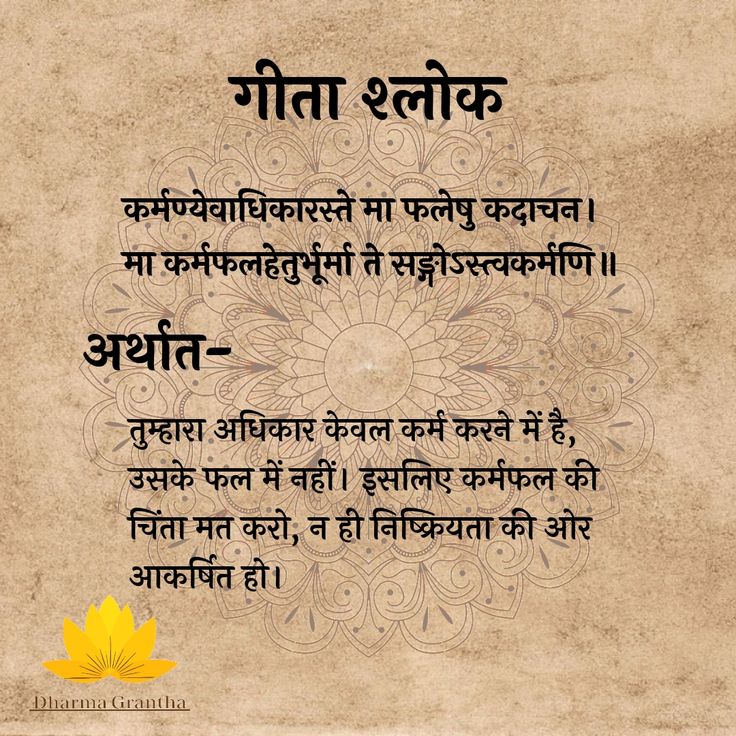 गीता श्लोक
कर्मण्येवाधिकारस्ते मा फलेषु कदाचन।
मा कर्मफलहेतुर्भूर्मा ते सङ्गोऽस्त्वकर्मणि॥
अर्थात-
तुम्हारा अधिकार केवल कर्म करने में है,
उसके फल में नहीं। इसलिए कर्मफल की
चिंता मत करो, न ही निष्क्रियता की ओर
आकर्षित हो।
Dharma Grantha